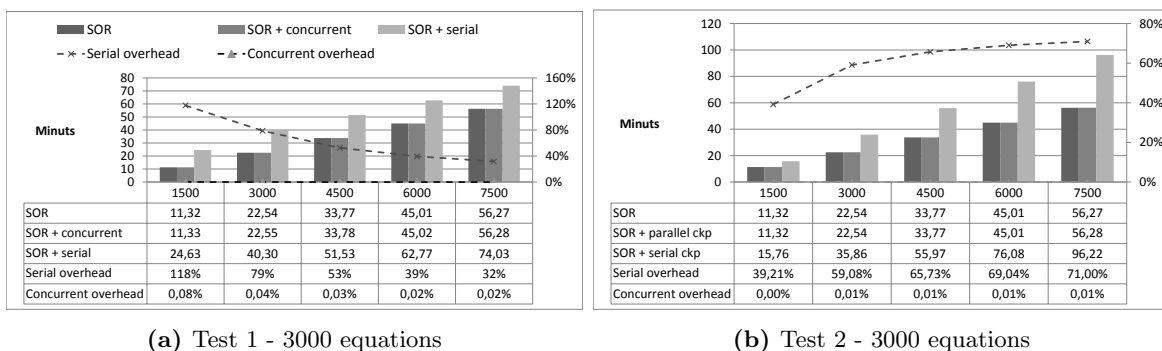 SOR SOR + concurrent SOR + serial
Serial overhead Concurrent overhead
80 160%
70
60 120%
50
Minuts
40 80%
30
20 40%
10
0 0%
1500 3000 4500 6000 7500
SOR 11,32 22,54 33,77 45,01 56,27
SOR + concurrent 11,33 22,55 33,78 45,02 56,28
SOR + serial 24,63 40,30 51,53 62,77 74,03
Serial overhead 118% 79% 53% 39% 32%
Concurrent overhead 0,08% 0,04% 0,03% 0,02% 0,02%
(a) Test 1 - 3000 equations
120 80%
100
60%
80
Minuts
60 40%
40
20%
20
0 0%
1500 3000 4500 6000 7500
SOR 11,32 22,54 33,77 45,01 56,27
SOR + parallel ckp 11,32 22,54 33,77 45,01 56,28
SOR + serial ckp 15,76 35,86 55,97 76,08 96,22
Serial overhead 39,21% 59,08% 65,73% 69,04% 71,00%
Concurrent overhead 0,00% 0,01% 0,01% 0,01% 0,01%
(b) Test 2 - 3000 equations